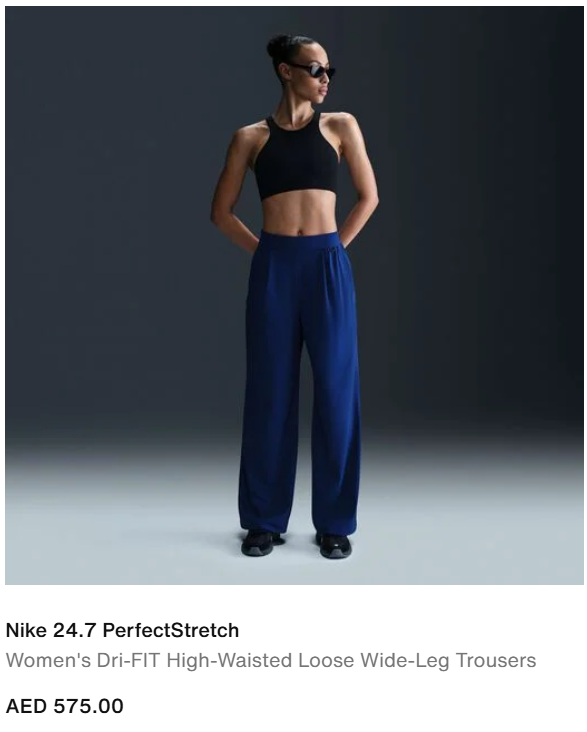 Nike 24.7 PerfectStretch
Women's Dri-FIT High-Waisted Loose Wide-Leg Trousers
AED 575.00